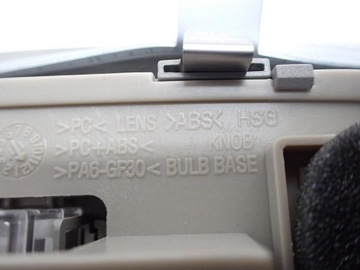 >PC< LENS >ABS< HSG
>PC+ABS< KNOB
>PA6-GF30< BULB BASE